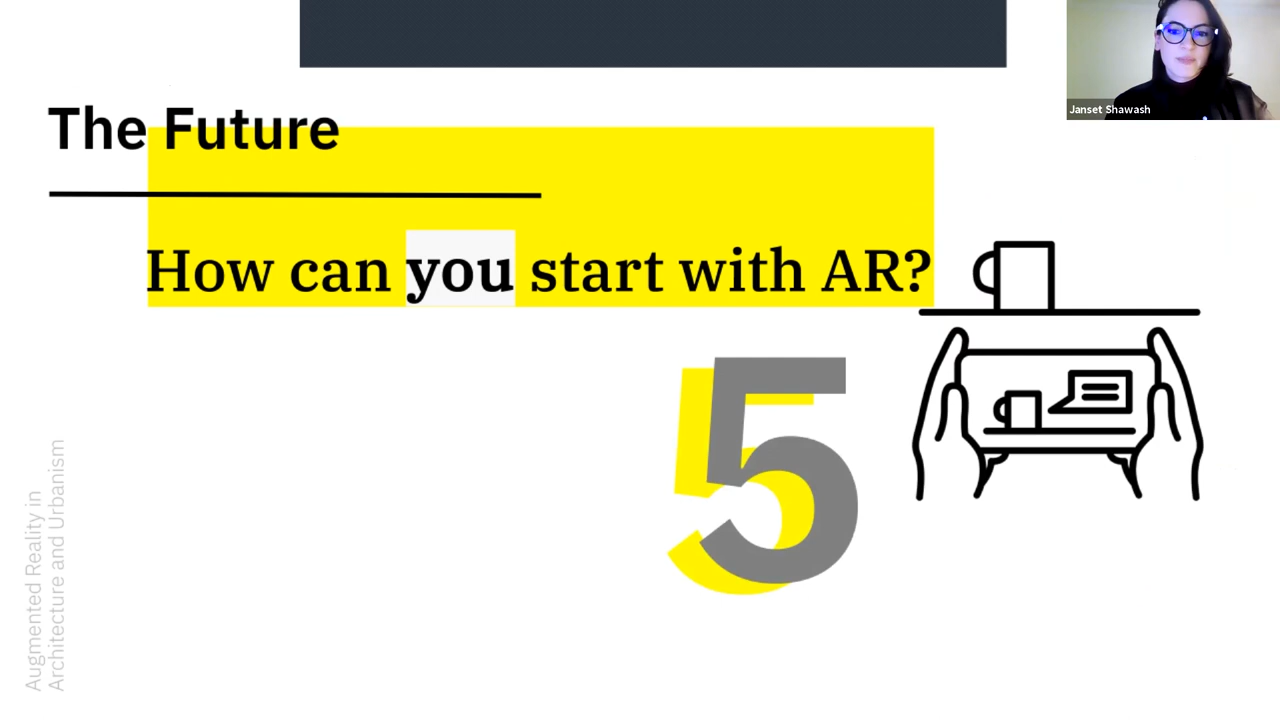 Janset Shawash
The Future
How can you start with AR?
5
Augmented Reality in
Architecture and Urbanism